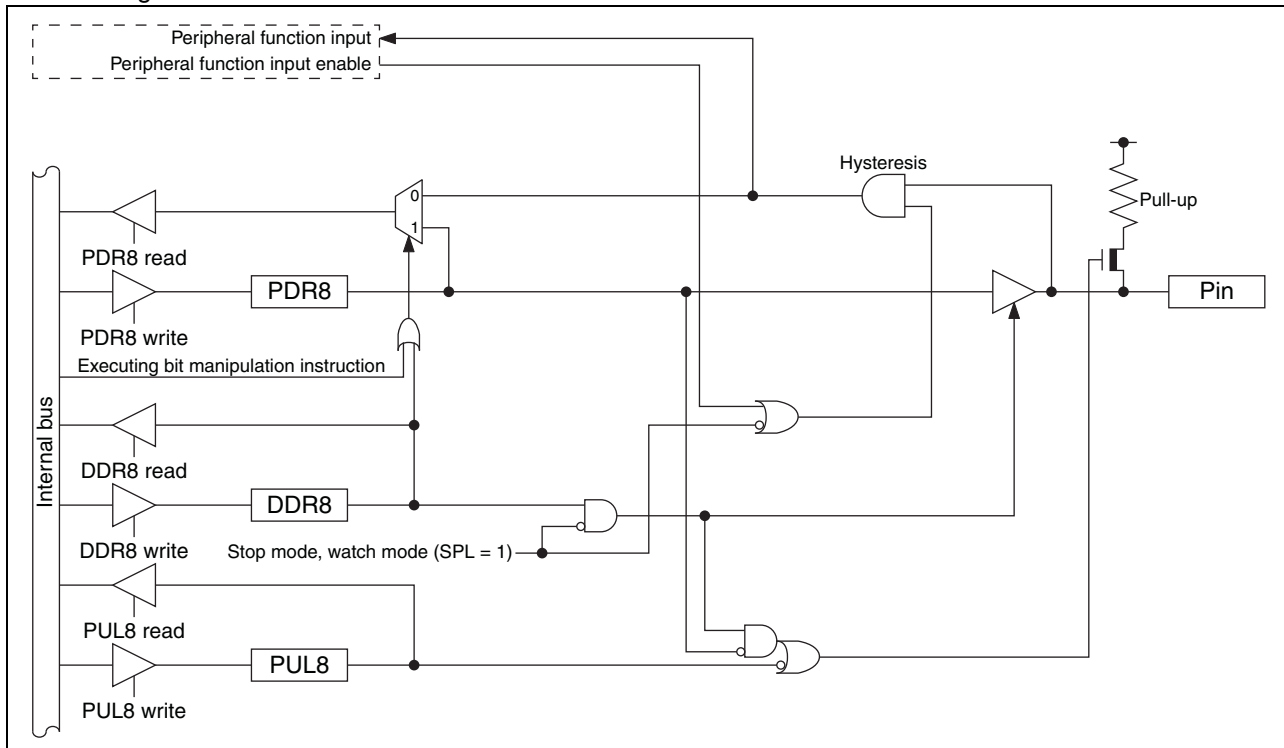 Peripheral function input
Peripheral function input enable
Hysteresis
0
Pull-up
1
PDR8 read
PDR8
Pin
PDR8 write
Executing bit manipulation instruction
Internal bus
DDR8 read
DDR8
DDR8 write
Stop mode, watch mode (SPL = 1)
PUL8 read
PUL8
PUL8 write